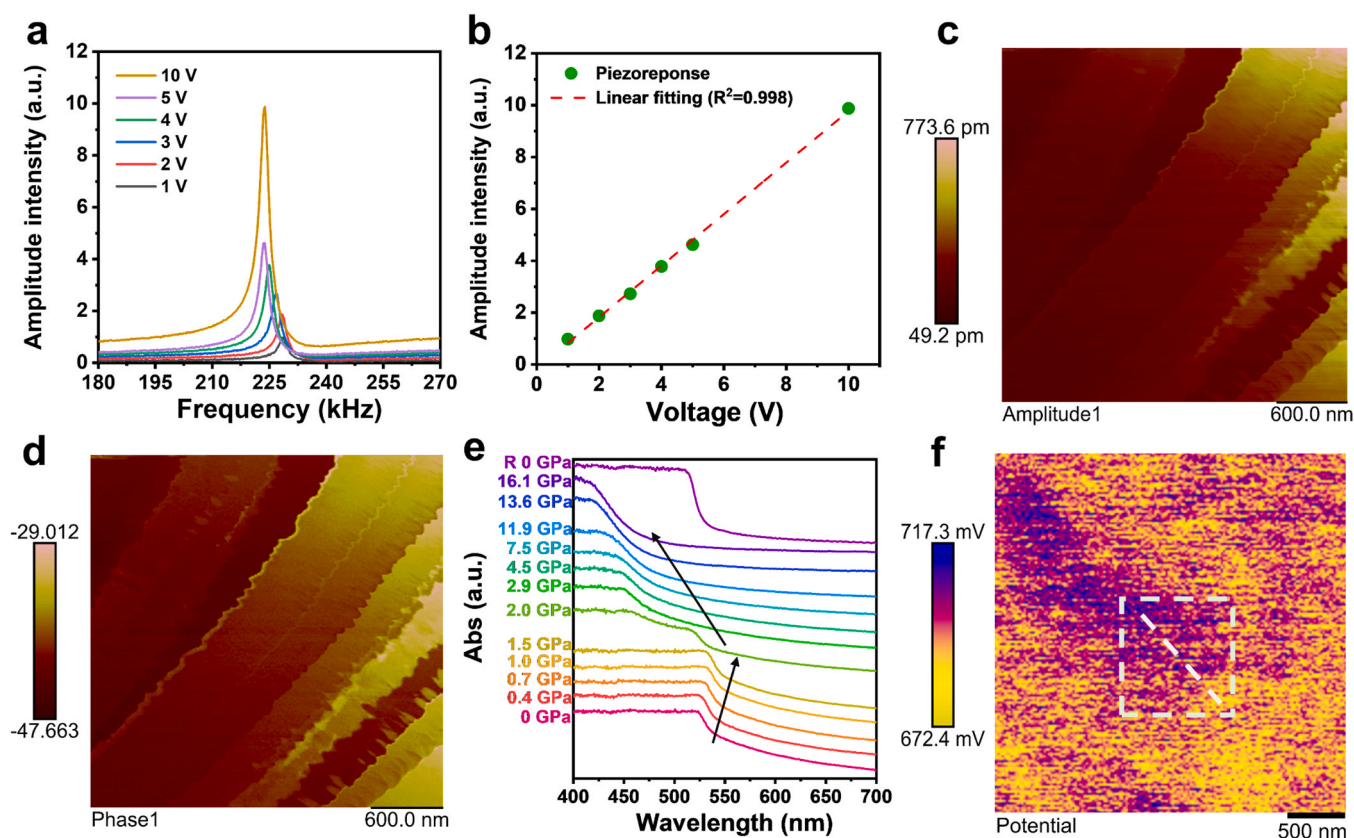 a
12
10
8
6
4
2
0
Amplitude intensity (a.u.)
10 V
5 V
4 V
3 V
2 V
1 V
180 195 210 225 240 255 270
Frequency (kHz)
b
12
10
8
6
4
2
0
Amplitude intensity (a.u.)
Piezoreponse
Linear fitting (R²=0.998)
0 2 4 6 8 10
Voltage (V)
c
773.6 pm
49.2 pm
Amplitude1
600.0 nm
d
-29.012
-47.663
Phase1
600.0 nm
e
Abs (a.u.)
R 0 GPa
16.1 GPa
13.6 GPa
11.9 GPa
7.5 GPa
4.5 GPa
2.9 GPa
2.0 GPa
1.5 GPa
1.0 GPa
0.7 GPa
0.4 GPa
0 GPa
400 450 500 550 600 650 700
Wavelength (nm)
f
717.3 mV
672.4 mV
Potential
500 nm